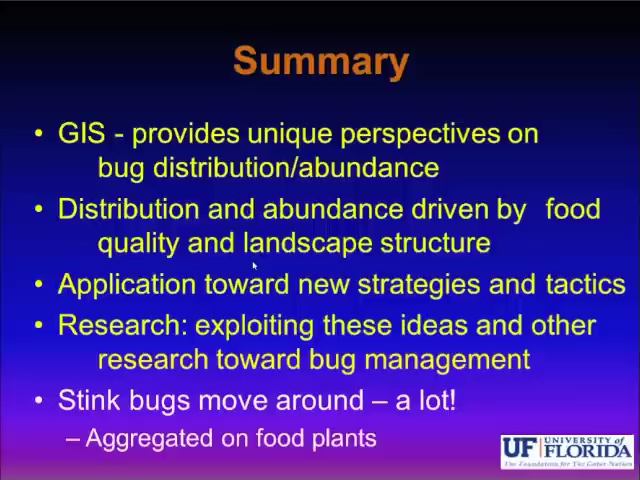 Summary
• GIS - provides unique perspectives on
bug distribution/abundance
• Distribution and abundance driven by food
quality and landscape structure
• Application toward new strategies and tactics
• Research: exploiting these ideas and other
research toward bug management
• Stink bugs move around – a lot!
– Aggregated on food plants
UF UNIVERSITY of
FLORIDA
The Foundation for The Gator Nation